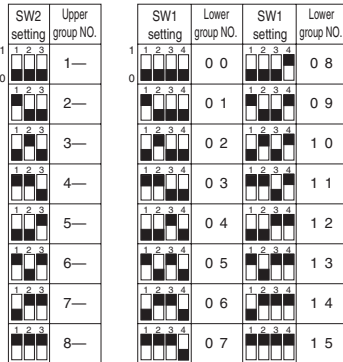 SW2 setting Upper group NO. SW1 setting Lower group NO. SW1 setting Lower group NO.
1 1 2 3 1— 1 1 2 3 4 0 0 1 2 3 4 0 8
0 0
1 2 3 2— 1 2 3 4 0 1 1 2 3 4 0 9
1 2 3 3— 1 2 3 4 0 2 1 2 3 4 1 0
1 2 3 4— 1 2 3 4 0 3 1 2 3 4 1 1
1 2 3 5— 1 2 3 4 0 4 1 2 3 4 1 2
1 2 3 6— 1 2 3 4 0 5 1 2 3 4 1 3
1 2 3 7— 1 2 3 4 0 6 1 2 3 4 1 4
1 2 3 8— 1 2 3 4 0 7 1 2 3 4 1 5